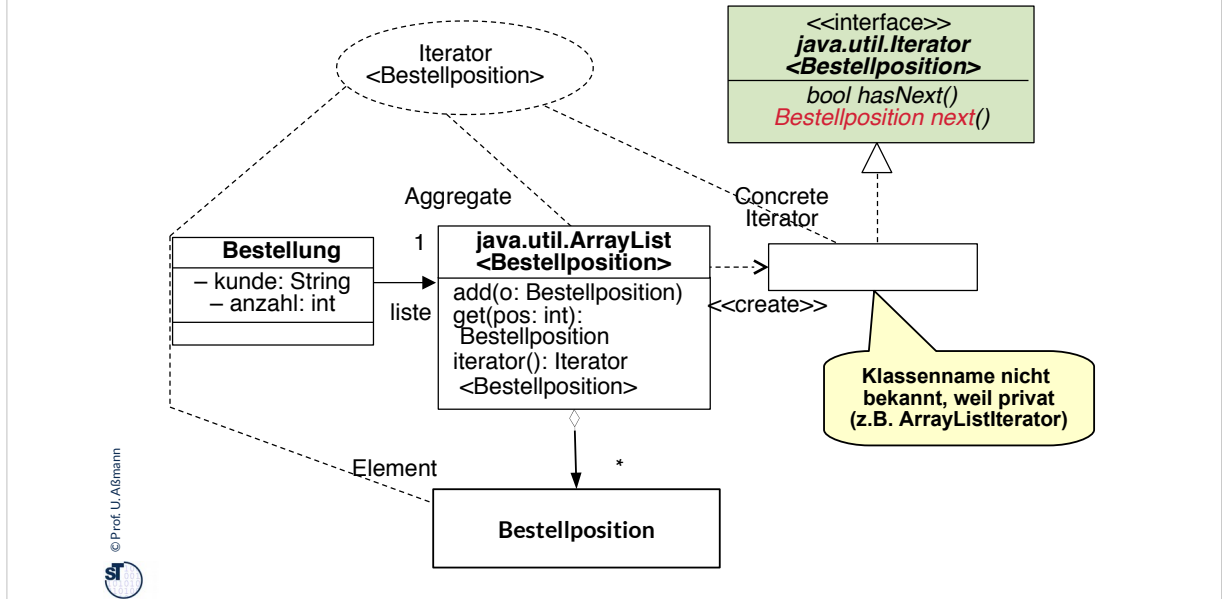 Iterator
<Bestellposition>
<<interface>>
java.util.Iterator
<Bestellposition>
bool hasNext()
Bestellposition next()
Aggregate
Concrete
Iterator
Bestellung
– kunde: String
– anzahl: int
1
liste
java.util.ArrayList
<Bestellposition>
add(o: Bestellposition)
get(pos: int):
Bestellposition
iterator(): Iterator
<Bestellposition>
<<create>>
Klassenname nicht
bekannt, weil privat
(z.B. ArrayListIterator)
Element
*
Bestellposition
© Prof. U. Aßmann
ST